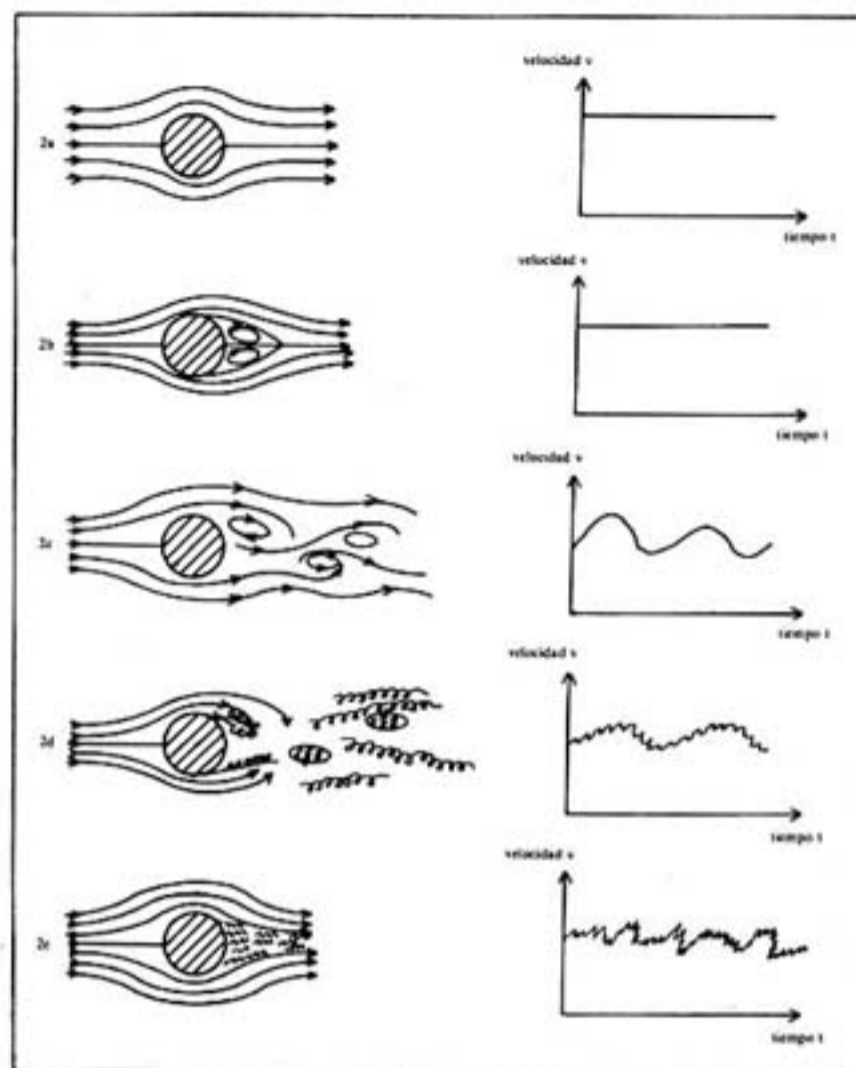 velocidad v
2a
tiempo t
velocidad v
2b
tiempo t
velocidad v
2c
tiempo t
velocidad v
2d
tiempo t
velocidad v
2e
tiempo t